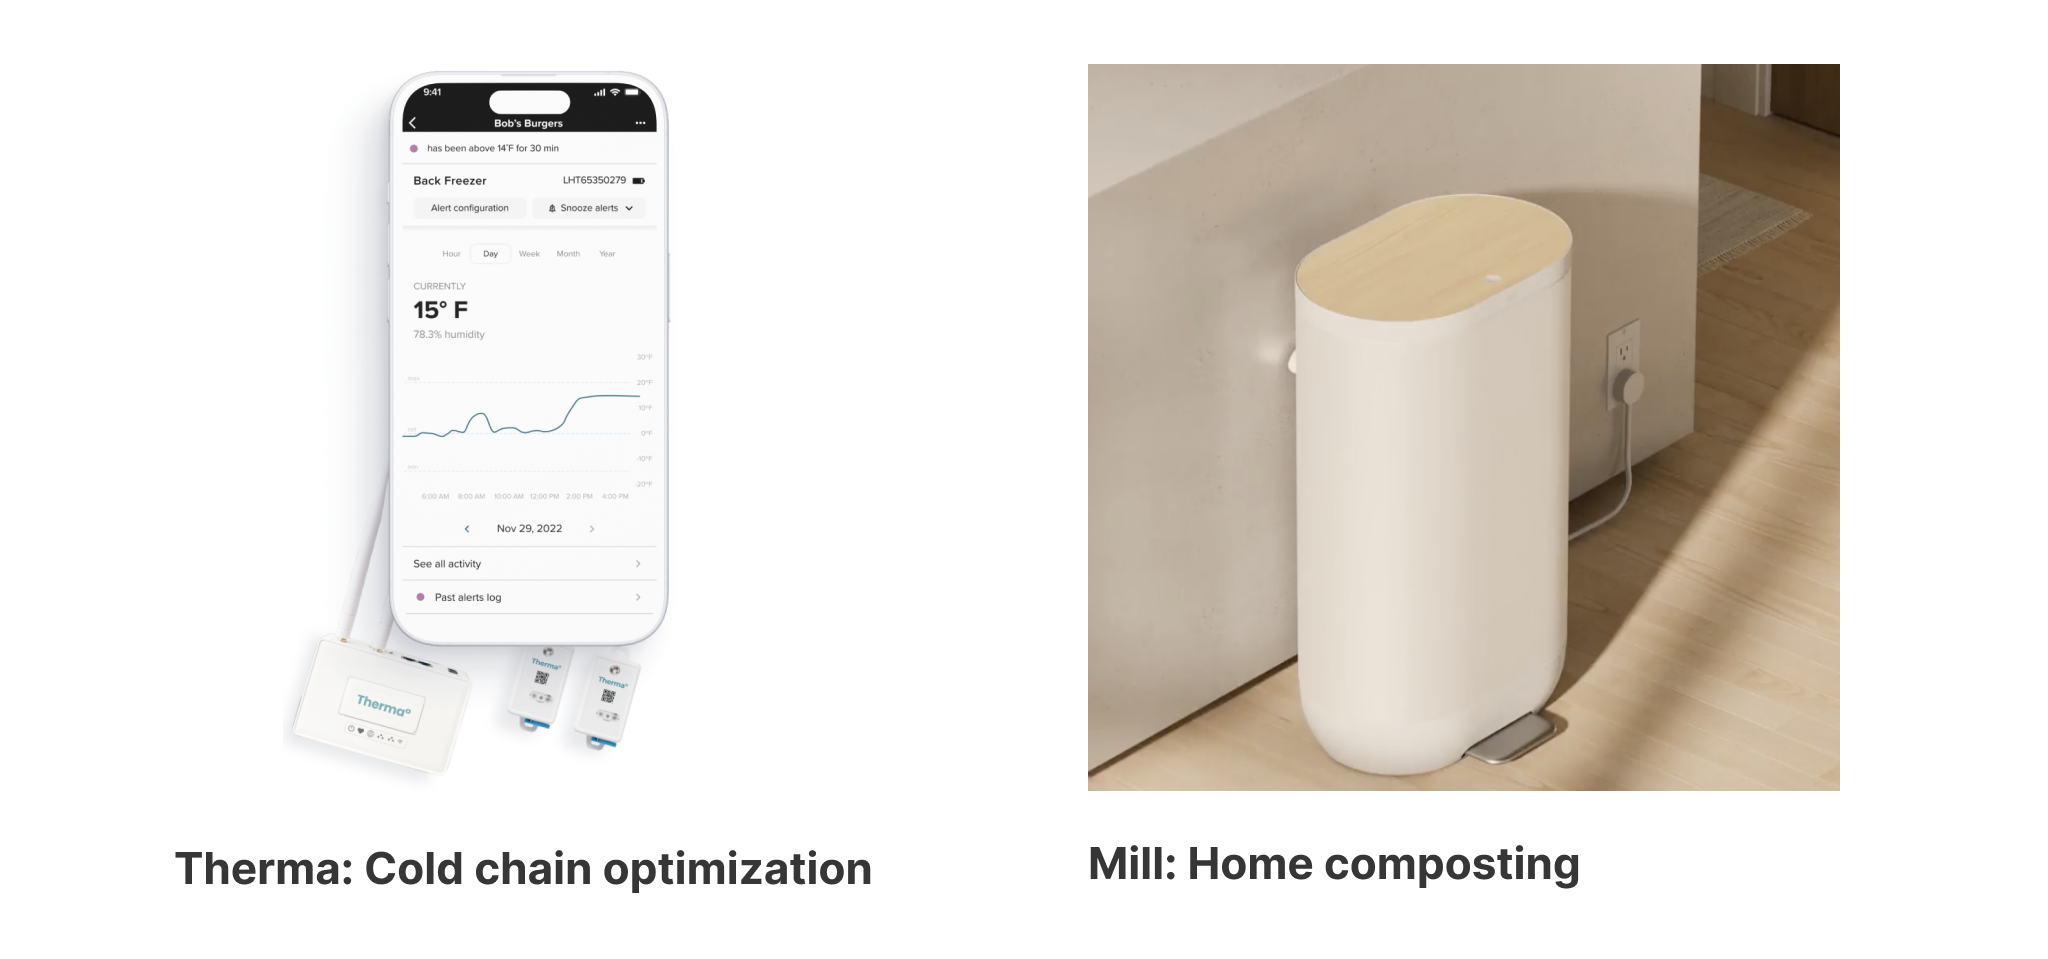 9:41
Bob's Burgers
has been above 14°F for 30 min
Back Freezer LHT65350279
Alert configuration Snooze alerts
Hour Day Week Month Year
CURRENTLY
15° F
78.3% humidity
30°F
20°F
10°F
0°F
-10°F
-20°F
6:00 AM 8:00 AM 10:00 AM 12:00 PM 2:00 PM 4:00 PM
Nov 29, 2022
See all activity
Past alerts log
Therma°
Therma°
Therma°
Therma: Cold chain optimization
Mill: Home composting